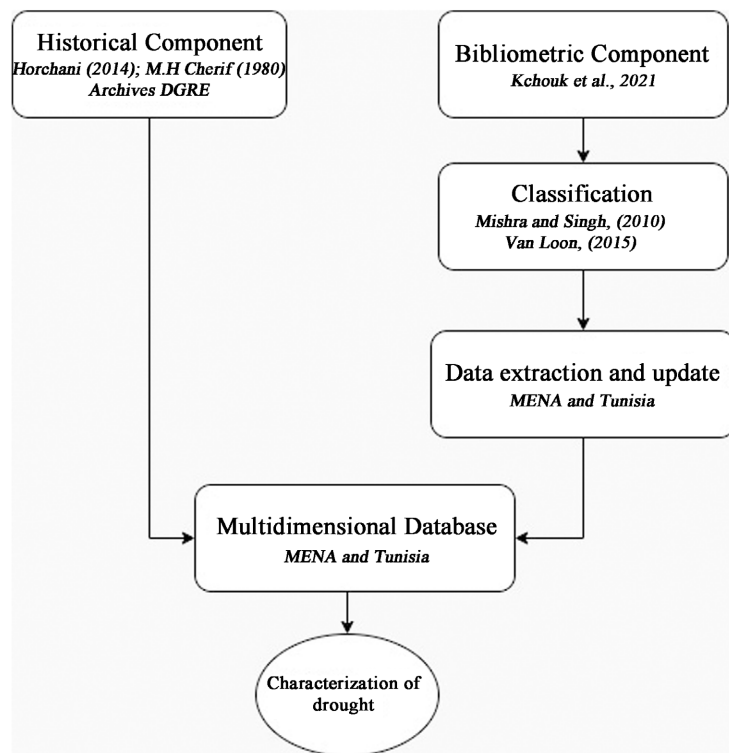 Historical Component
Horchani (2014); M.H Cherif (1980)
Archives DGRE
Bibliometric Component
Kchouk et al., 2021
Classification
Mishra and Singh, (2010)
Van Loon, (2015)
Data extraction and update
MENA and Tunisia
Multidimensional Database
MENA and Tunisia
Characterization of
drought